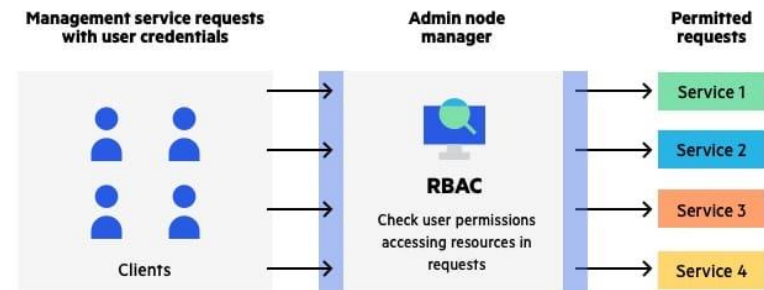 Management service requests
with user credentials
Admin node
manager
Permitted
requests
Clients
RBAC
Check user permissions
accessing resources in
requests
Service 1
Service 2
Service 3
Service 4